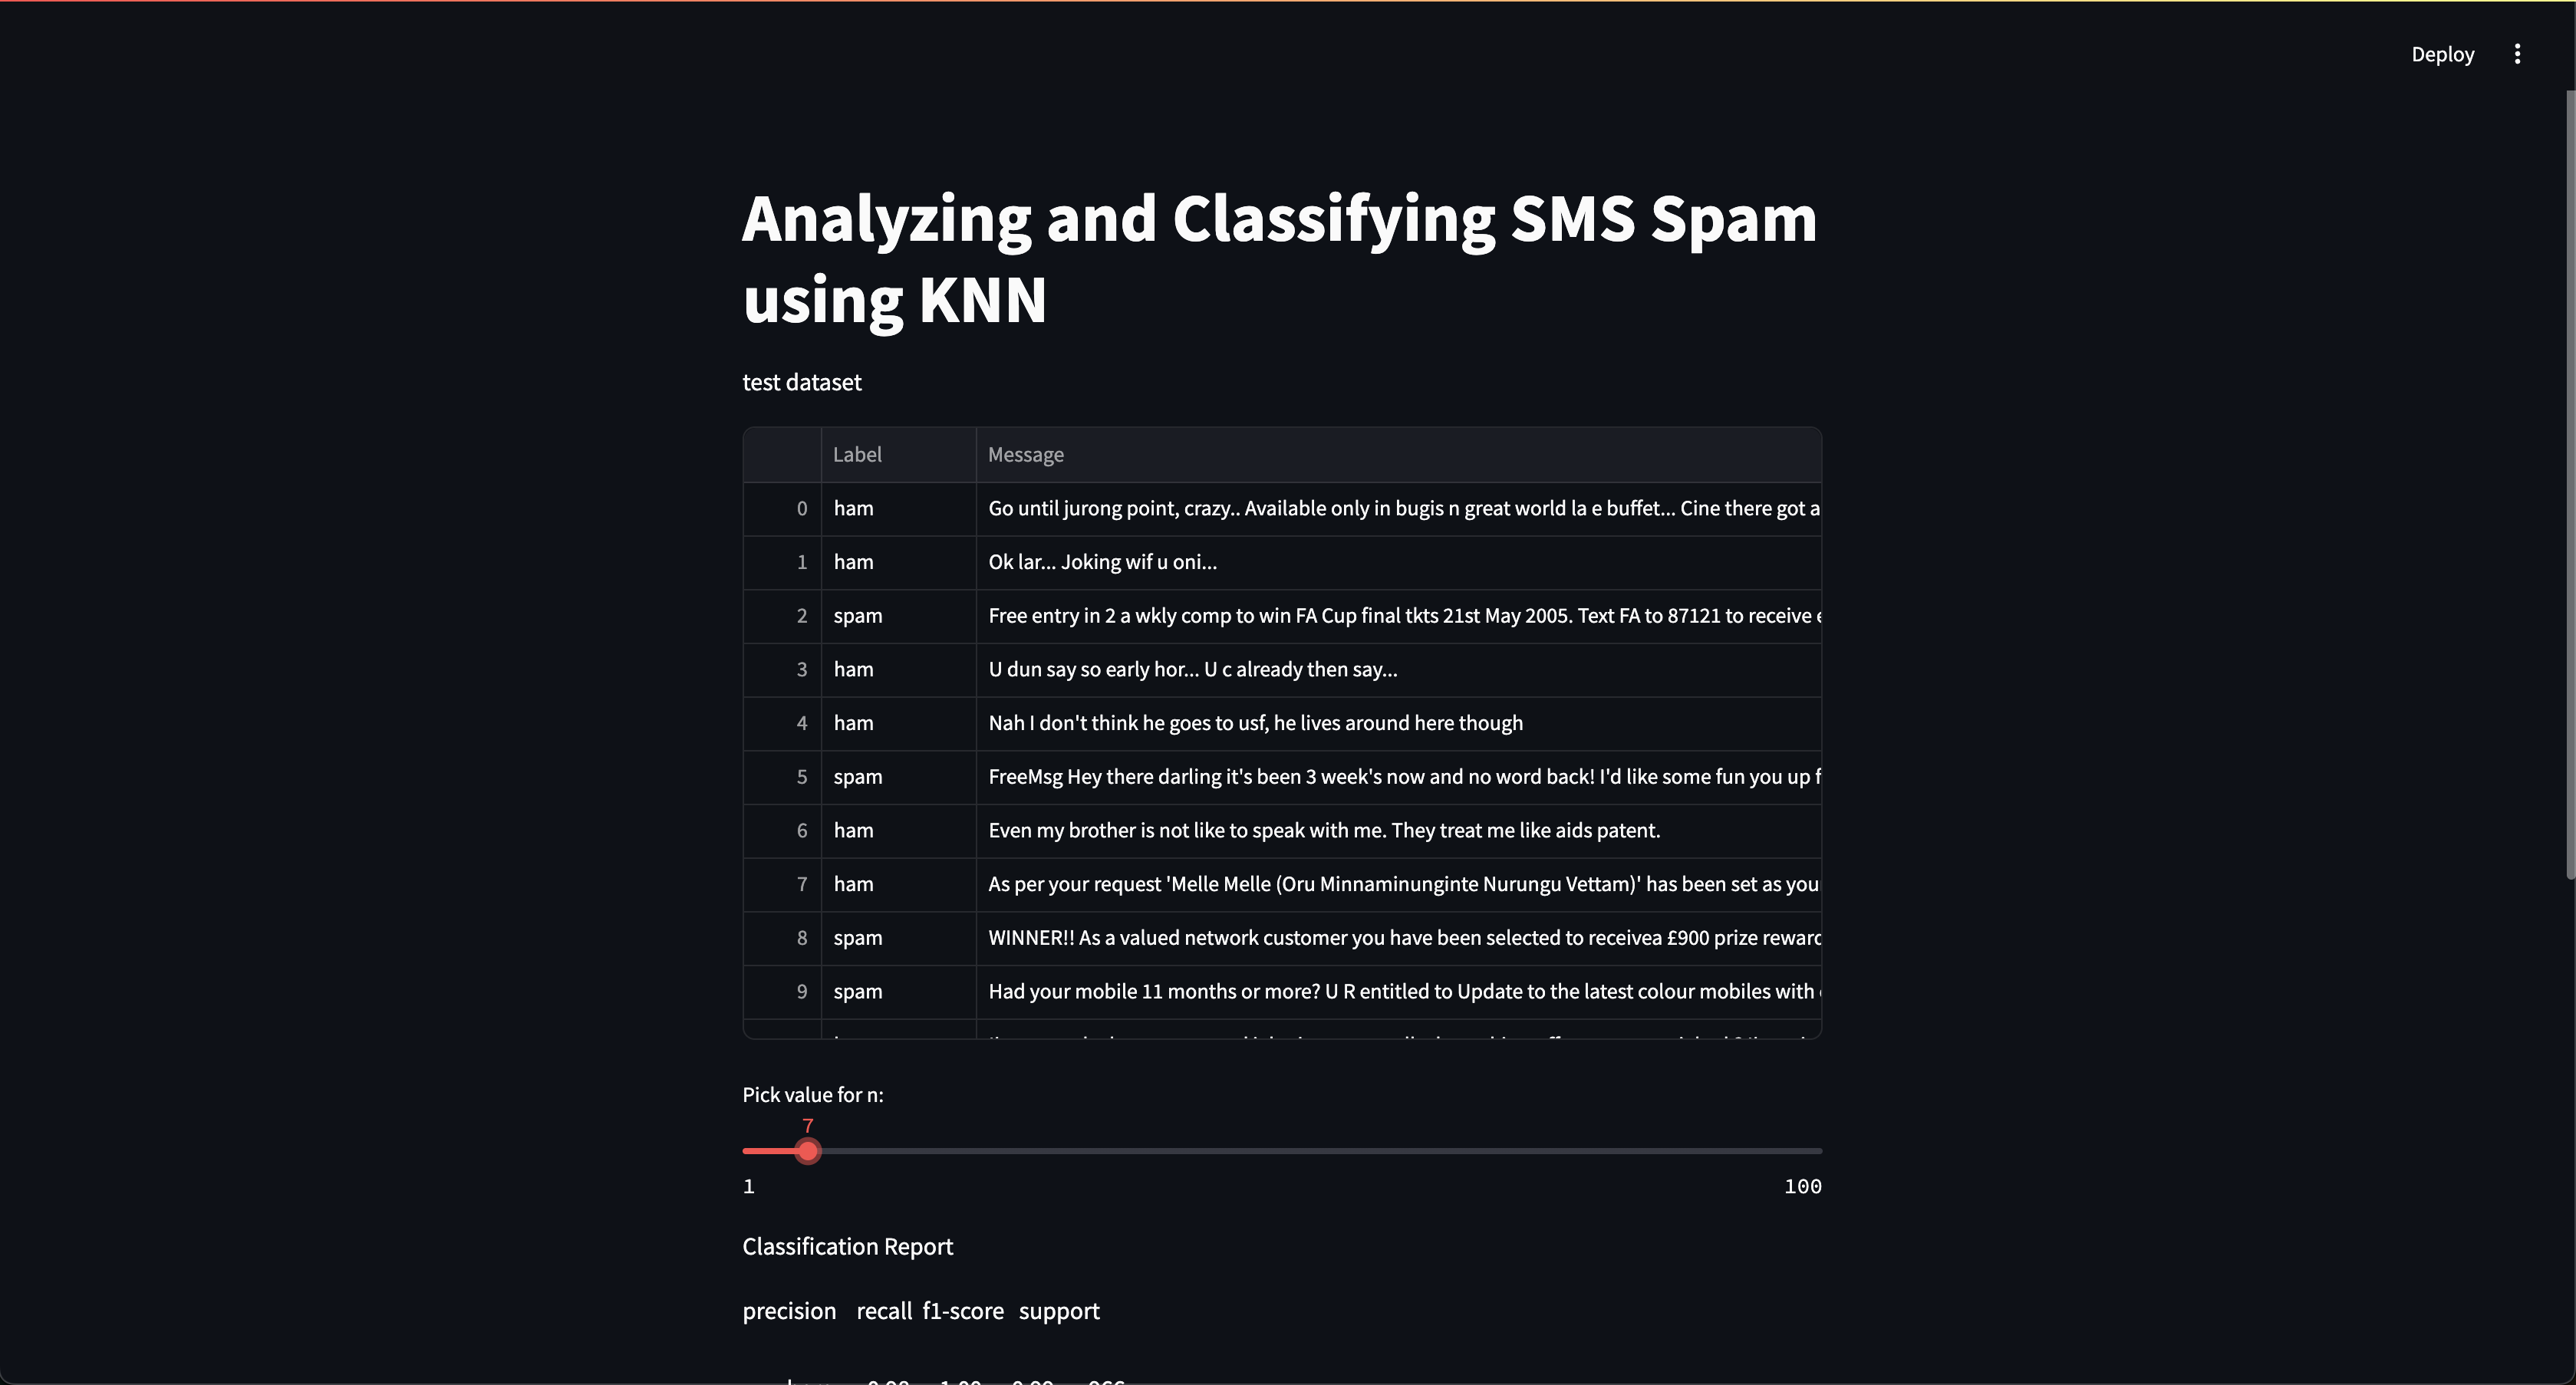 Deploy
Analyzing and Classifying SMS Spam
using KNN
test dataset
Label Message
0 ham Go until jurong point, crazy.. Available only in bugis n great world la e buffet... Cine there got a
1 ham Ok lar... Joking wif u oni...
2 spam Free entry in 2 a wkly comp to win FA Cup final tkts 21st May 2005. Text FA to 87121 to receive
3 ham U dun say so early hor... U c already then say...
4 ham Nah I don't think he goes to usf, he lives around here though
5 spam FreeMsg Hey there darling it's been 3 week's now and no word back! I'd like some fun you up f
6 ham Even my brother is not like to speak with me. They treat me like aids patent.
7 ham As per your request 'Melle Melle (Oru Minnaminunginte Nurungu Vettam)' has been set as you
8 spam WINNER!! As a valued network customer you have been selected to receivea £900 prize reward
9 spam Had your mobile 11 months or more? U R entitled to Update to the latest colour mobiles with
Pick value for n:
7
1 100
Classification Report
precision recall f1-score support